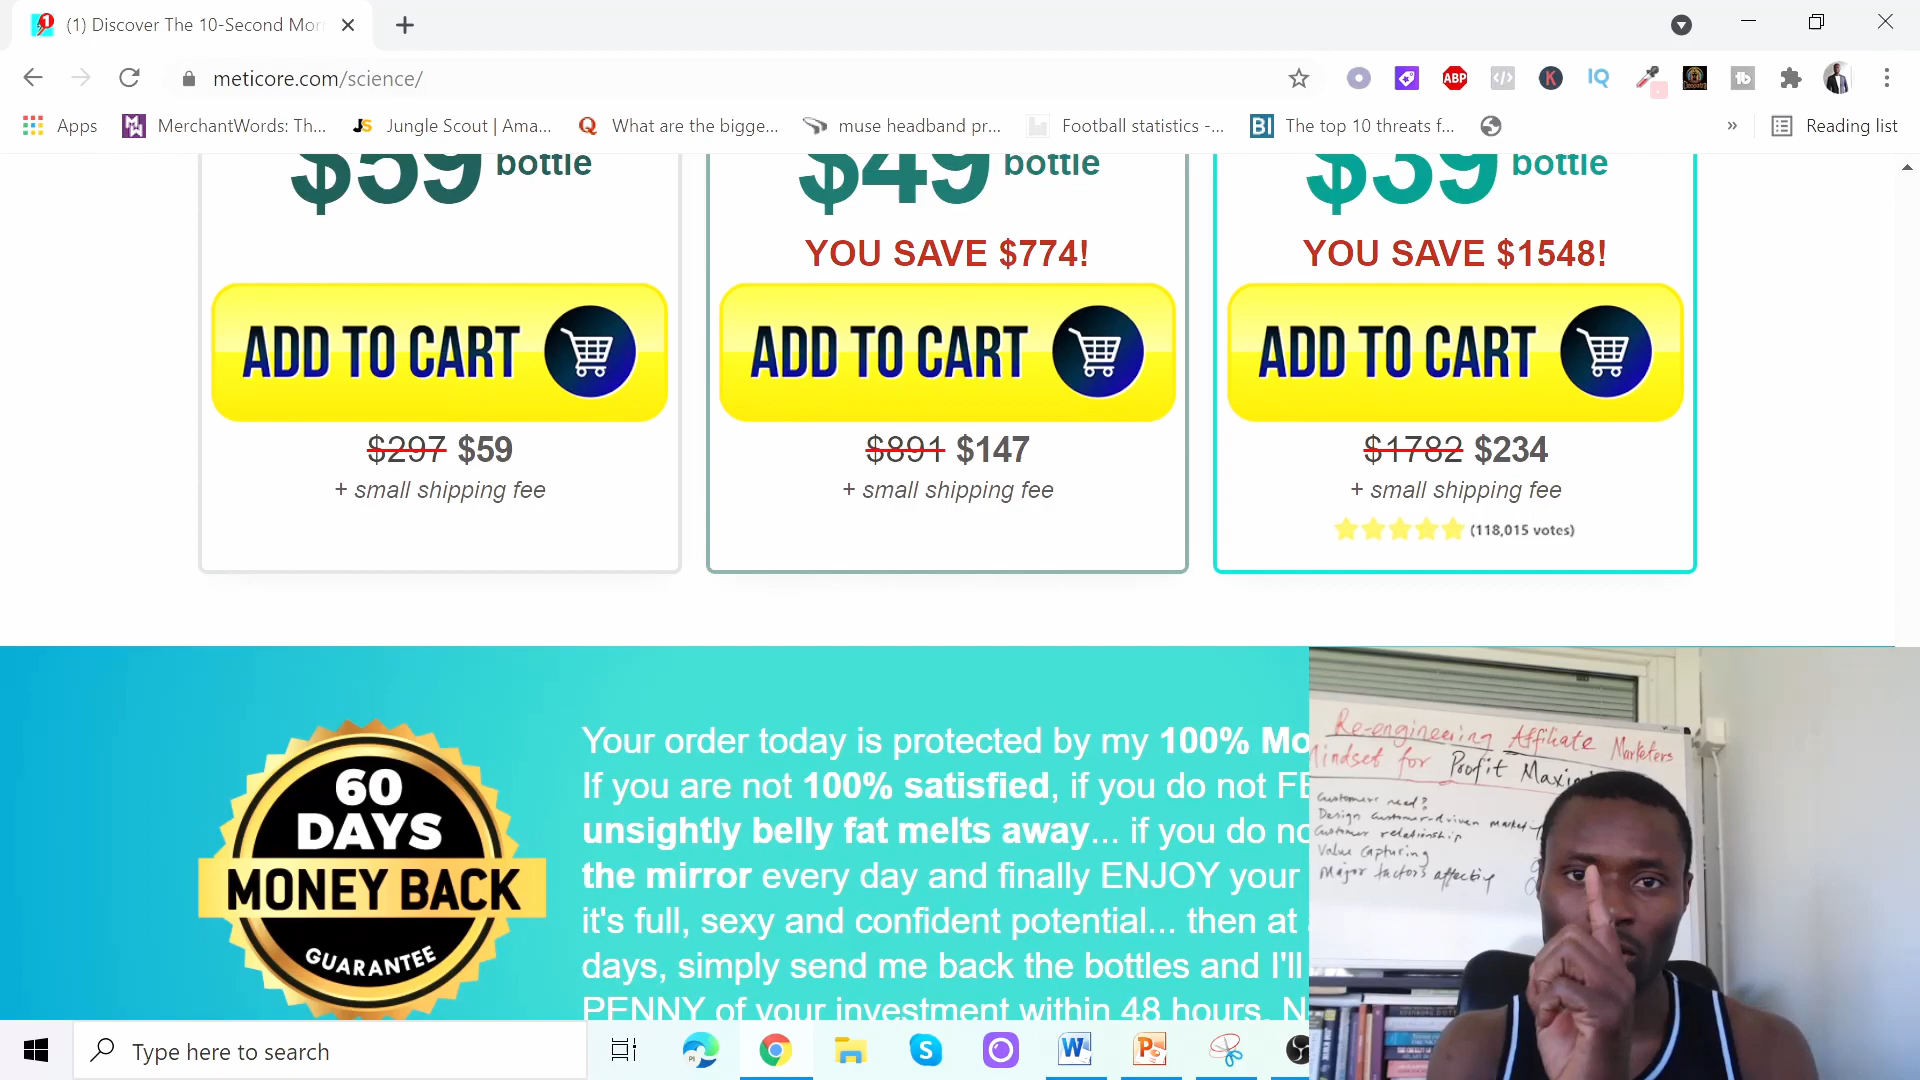 (1) Discover The 10-Second Mor
meticore.com/science/
Apps
MerchantWords: Th...
Jungle Scout | Ama...
What are the bigge...
muse headband pr...
Football statistics -...
The top 10 threats f...
Reading list
$59 bottle
$49 bottle
$39 bottle
YOU SAVE $774!
YOU SAVE $1548!
ADD TO CART
ADD TO CART
ADD TO CART
$297 $59
$891 $147
$1782 $234
+ small shipping fee
+ small shipping fee
+ small shipping fee
(118,015 votes)
60
DAYS
MONEY BACK
GUARANTEE
Your order today is protected by my 100% Mo
If you are not 100% satisfied, if you do not FE
unsightly belly fat melts away... if you do no
the mirror every day and finally ENJOY your
it's full, sexy and confident potential... then at
days, simply send me back the bottles and I'll
PENNY of your investment within 48 hours. N
Re-engineering Affiliate Marketers
Mindset for Profit Maxi
Customers need?
Design customer-driven marketi
Customer relationship
Value capturing
Major factors affecting
Type here to search